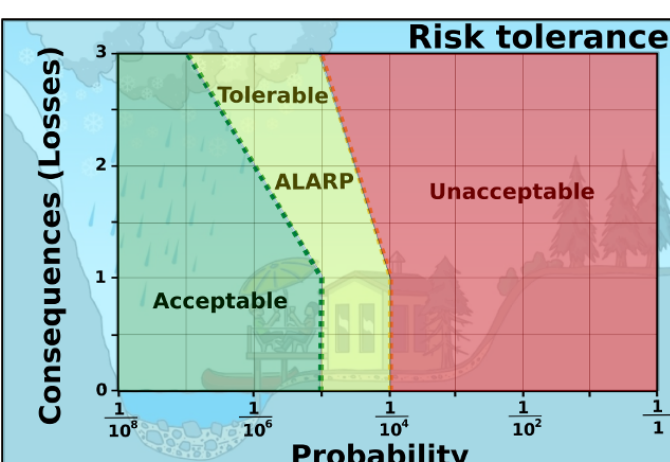 Risk tolerance
Consequences (Losses)
3
2
1
0
Tolerable
ALARP
Unacceptable
Acceptable
1/10⁸
1/10⁶
1/10⁴
1/10²
1/1
Probability